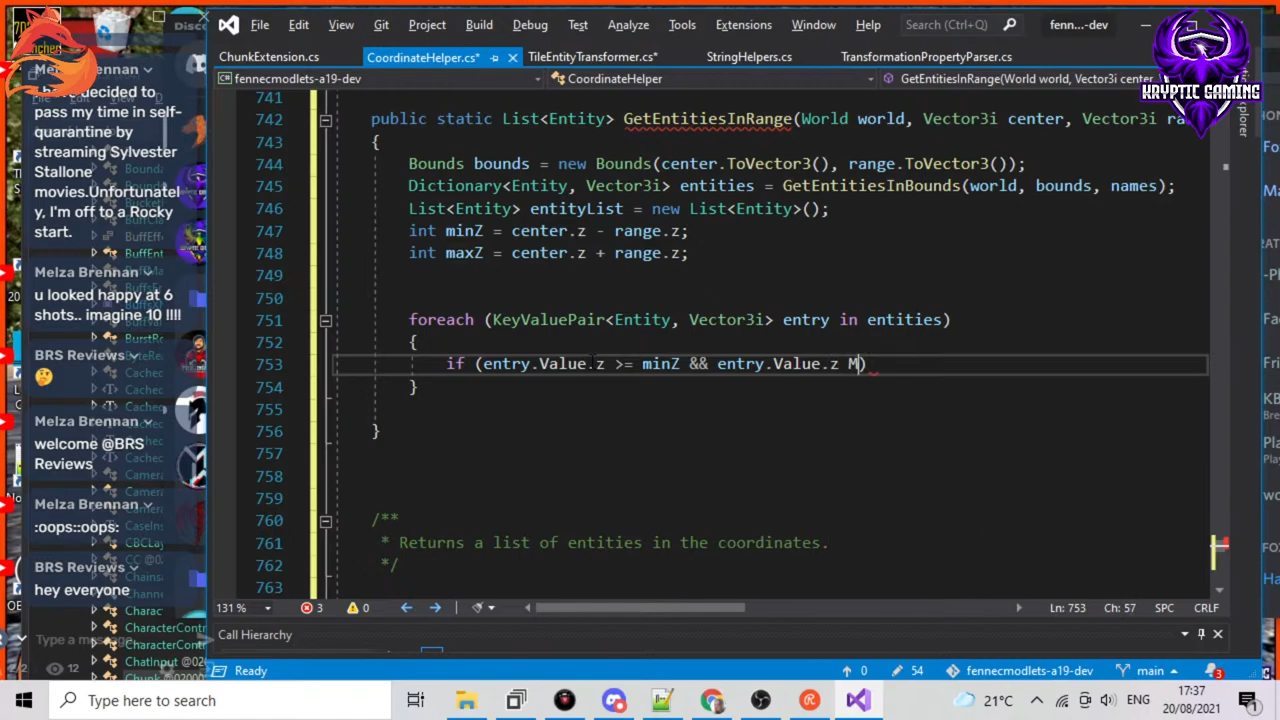 File Edit View Git Project Build Debug Test Analyze Tools Extensions Window Help Search (Ctrl+Q) fenn...-dev
ChunkExtension.cs CoordinateHelper.cs* TileEntityTransformer.cs* StringHelpers.cs TransformationPropertyParser.cs
fennecmodlets-a19-dev CoordinateHelper GetEntitiesInRange(World world, Vector3i center,
KRYPTIC GAMING
Melza Brennan
I have decided to
pass my time in self-
quarantine by
streaming Sylvester
Stallone
movies.Unfortunatel
y, I'm off to a Rocky
start.
Melza Brennan
u looked happy at 6
shots.. imagine 10 !!!!
BRS Reviews
🤔
Melza Brennan
welcome @BRS
Reviews
Melza Brennan
:oops::oops:
BRS Reviews
hey everyone
Type a message
12
741
742 public static List<Entity> GetEntitiesInRange(World world, Vector3i center, Vector3i ra
743 {
744 Bounds bounds = new Bounds(center.ToVector3(), range.ToVector3());
745 Dictionary<Entity, Vector3i> entities = GetEntitiesInBounds(world, bounds, names);
746 List<Entity> entityList = new List<Entity>();
747 int minZ = center.z - range.z;
748 int maxZ = center.z + range.z;
749
750
751 foreach (KeyValuePair<Entity, Vector3i> entry in entities)
752 {
753 if (entry.Value.z >= minZ && entry.Value.z M)
754 }
755
756 }
757
758
759
760 /**
761 * Returns a list of entities in the coordinates.
762 */
763
131 % 3 0 Ln: 753 Ch: 57 SPC CRLF
Call Hierarchy
Ready 0 54 fennecmodlets-a19-dev main 3
Type here to search 21°C ENG 17:37
20/08/2021